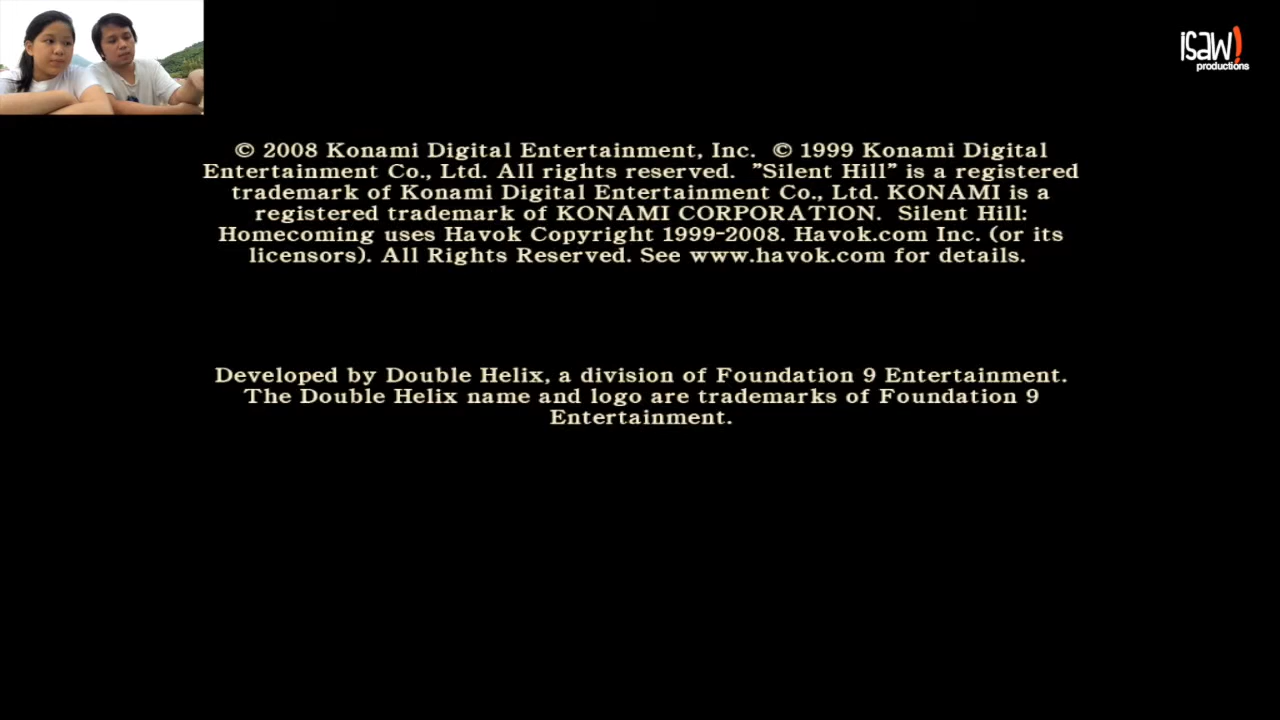 isaw!
productions
© 2008 Konami Digital Entertainment, Inc.  © 1999 Konami Digital
Entertainment Co., Ltd. All rights reserved.  "Silent Hill" is a registered
trademark of Konami Digital Entertainment Co., Ltd. KONAMI is a
registered trademark of KONAMI CORPORATION.  Silent Hill:
Homecoming uses Havok Copyright 1999-2008. Havok.com Inc. (or its
licensors). All Rights Reserved. See www.havok.com for details.
Developed by Double Helix, a division of Foundation 9 Entertainment.
The Double Helix name and logo are trademarks of Foundation 9
Entertainment.